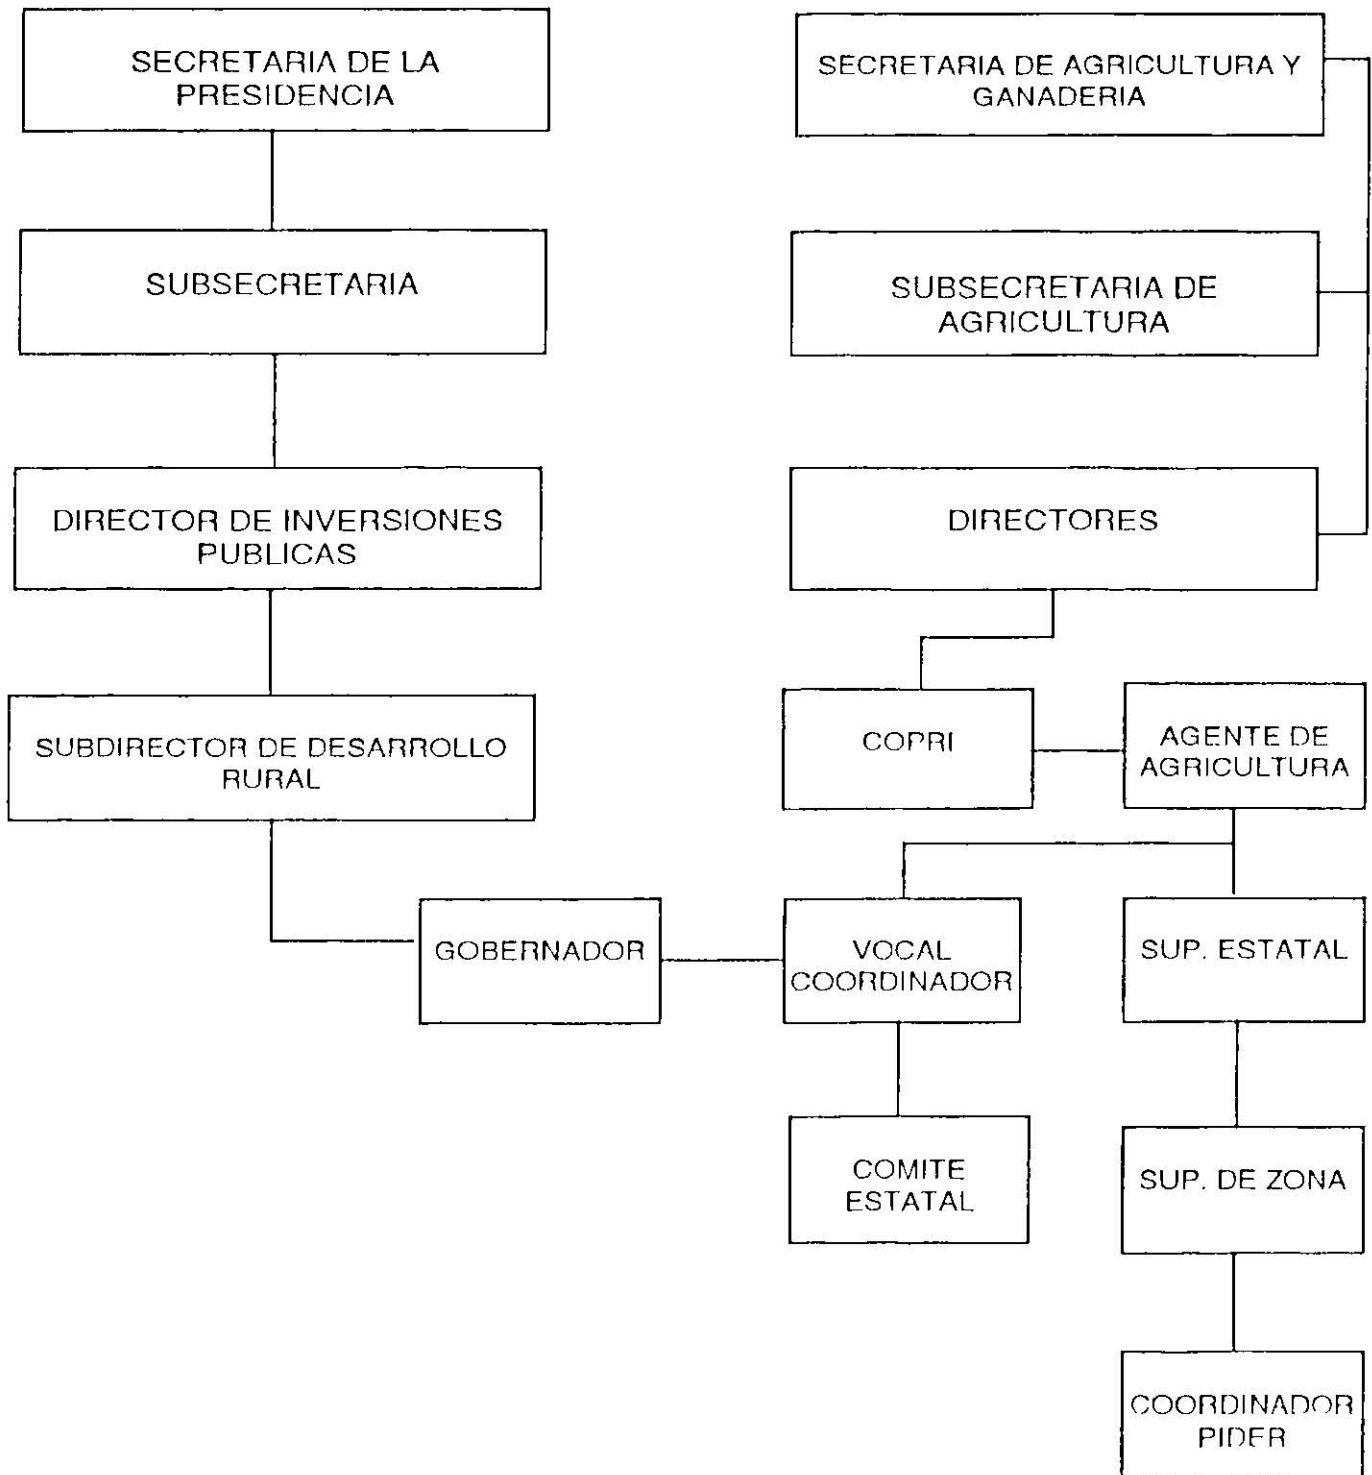 SECRETARIA DE LA
PRESIDENCIA
SECRETARIA DE AGRICULTURA Y
GANADERIA
SUBSECRETARIA
SUBSECRETARIA DE
AGRICULTURA
DIRECTOR DE INVERSIONES
PUBLICAS
DIRECTORES
SUBDIRECTOR DE DESARROLLO
RURAL
COPRI
AGENTE DE
AGRICULTURA
GOBERNADOR
VOCAL
COORDINADOR
SUP. ESTATAL
COMITE
ESTATAL
SUP. DE ZONA
COORDINADOR
PIDER